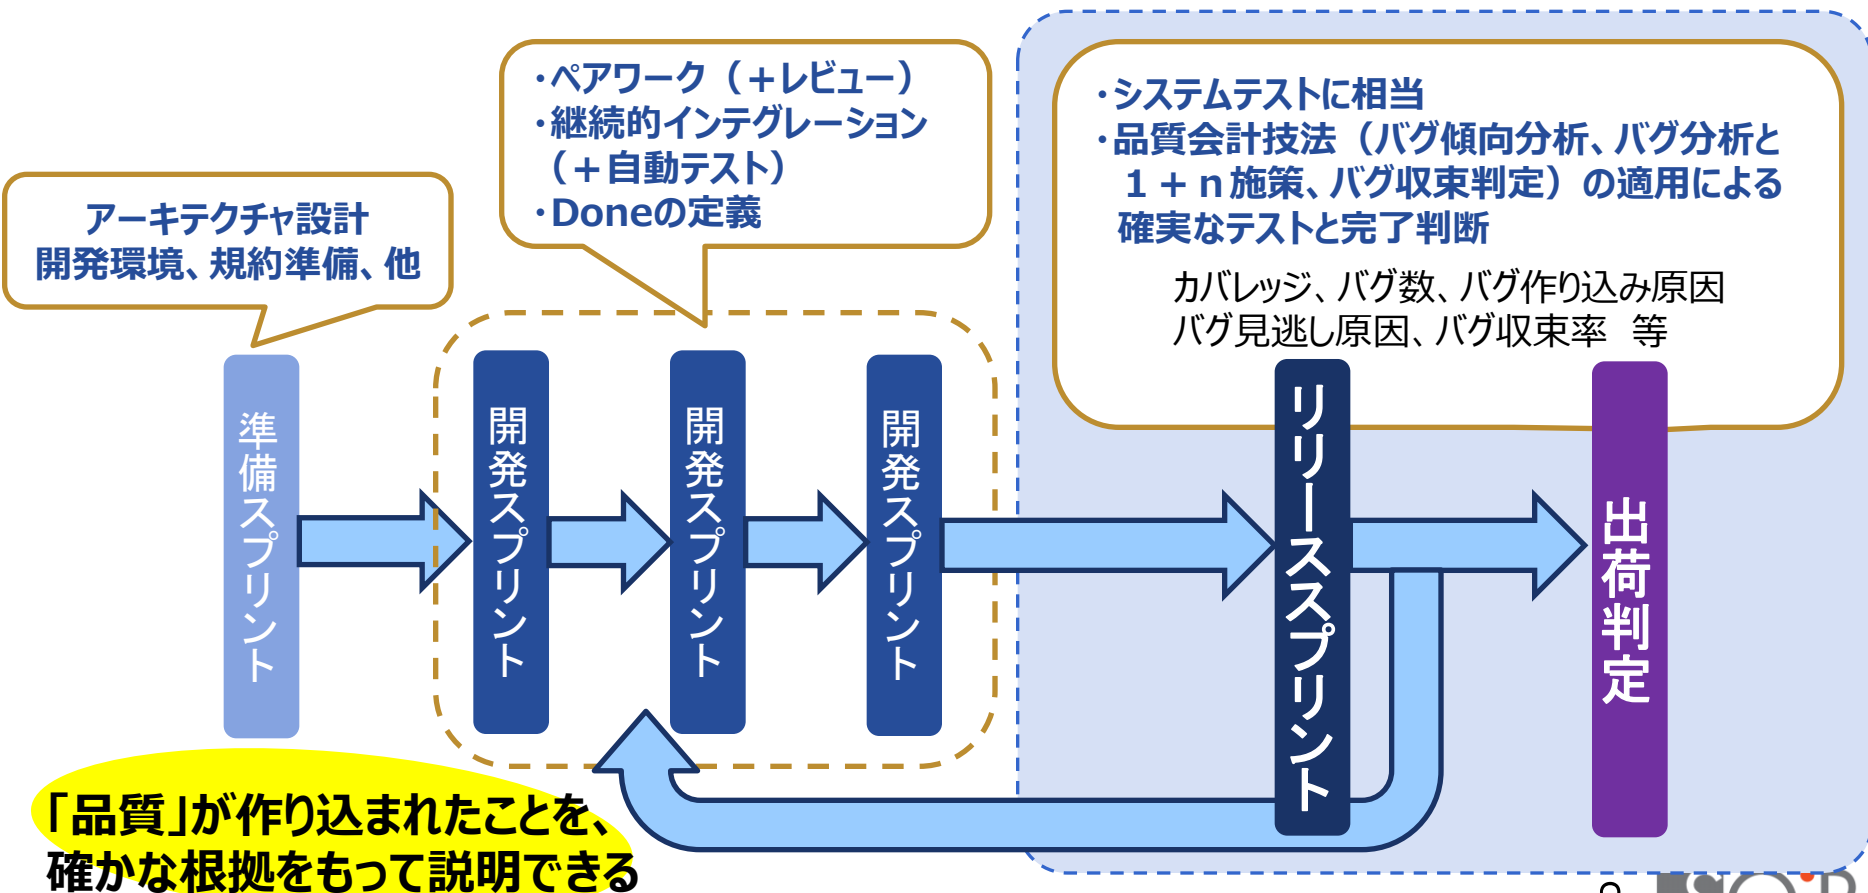 ・ペアワーク（＋レビュー）
・継続的インテグレーション
（＋自動テスト）
・Doneの定義
・システムテストに相当
・品質会計技法（バグ傾向分析、バグ分析と
１＋ｎ施策、バグ収束判定）の適用による
確実なテストと完了判断
カバレッジ、バグ数、バグ作り込み原因
バグ見逃し原因、バグ収束率　等
アーキテクチャ設計
開発環境、規約準備、他
準備スプリント
開発スプリント
開発スプリント
開発スプリント
リリーススプリント
出荷判定
「品質」が作り込まれたことを、
確かな根拠をもって説明できる